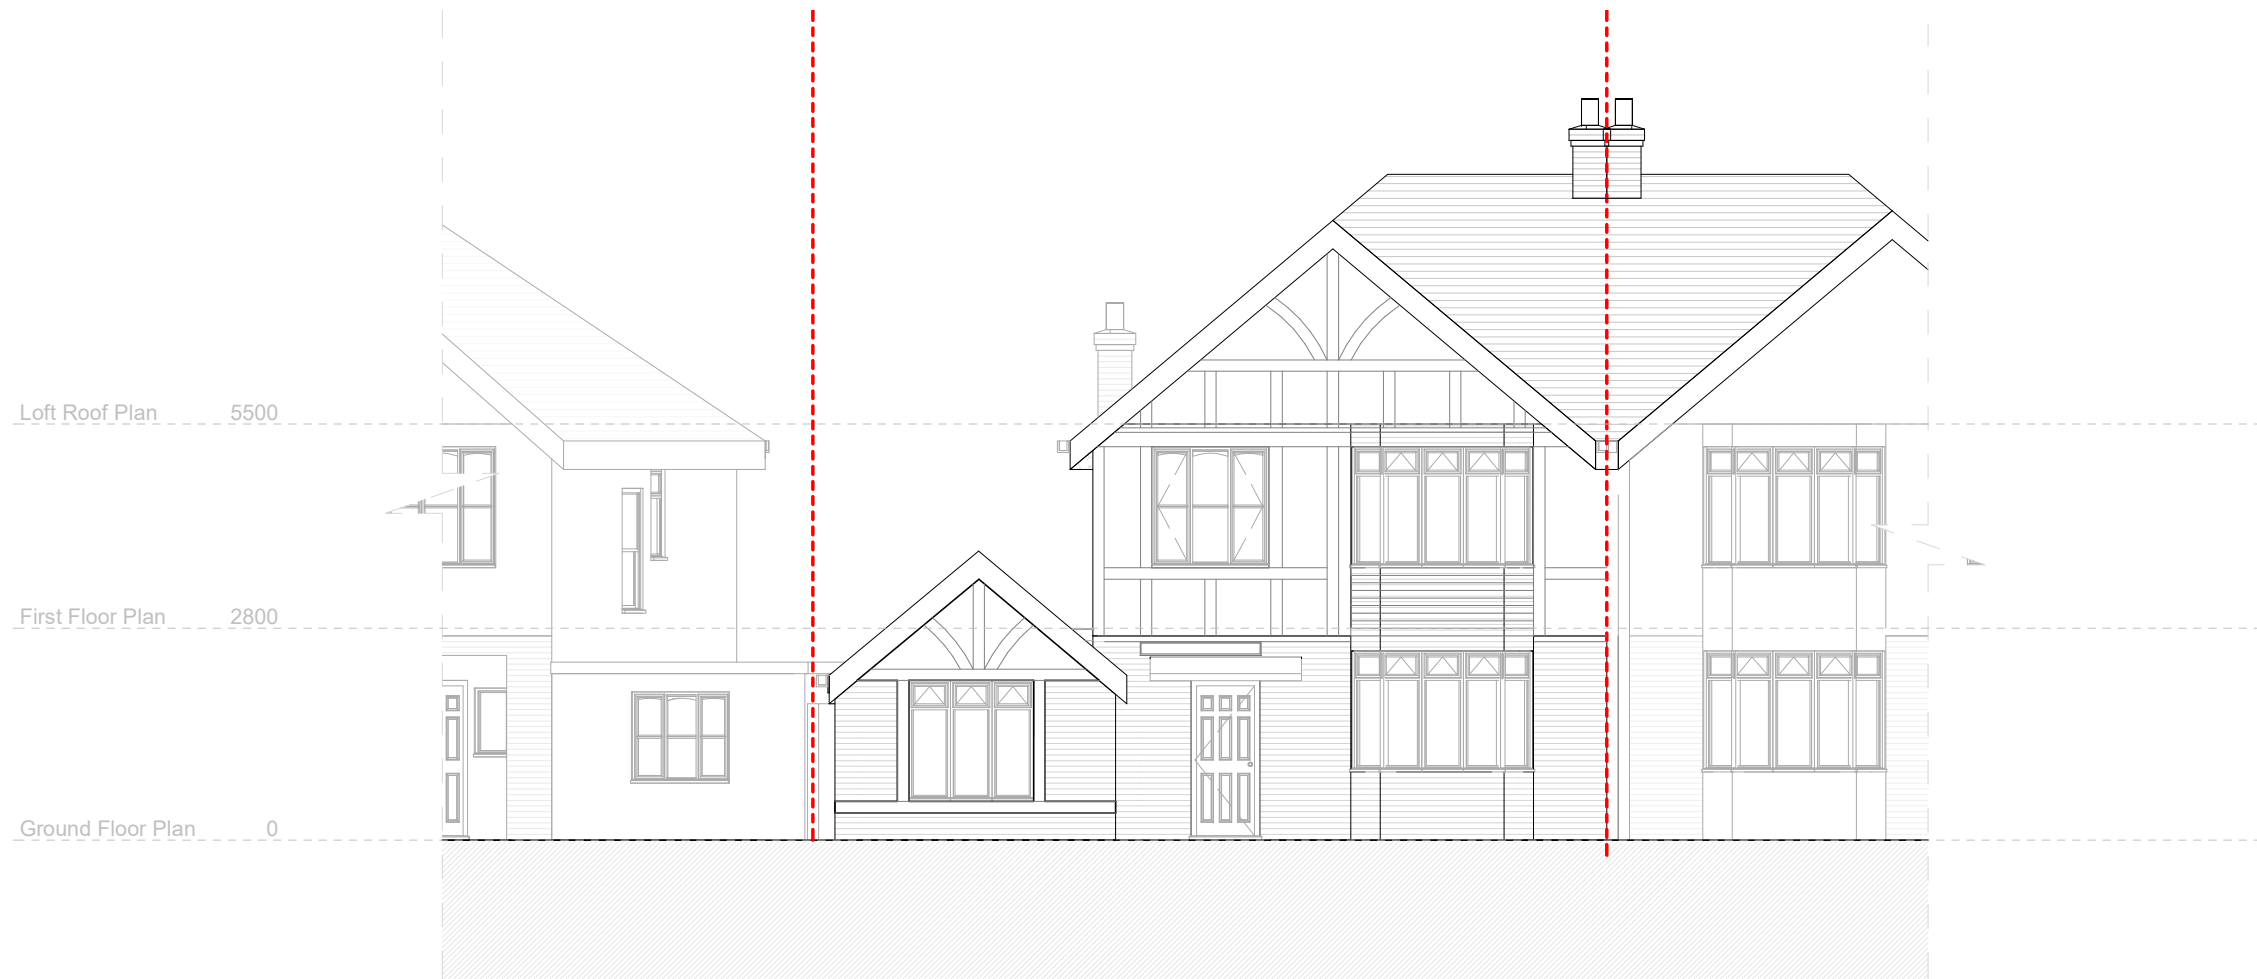 Loft Roof Plan 5500
First Floor Plan 2800
Ground Floor Plan 0